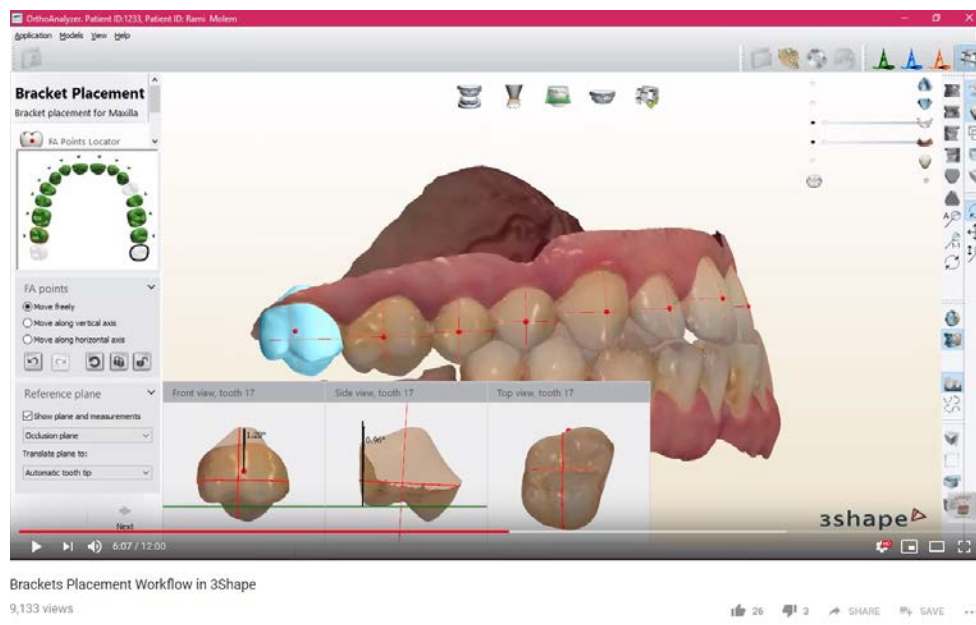 OrthoAnalyzer. Patient ID:1233, Patient ID: Rami Molem
Application Models View Help
Bracket Placement
Bracket placement for Maxilla
FA Points Locator
FA points
Move freely
Move along vertical axis
Move along horizontal axis
Reference plane
Show plane and measurements
Occlusion plane
Translate plane to:
Automatic tooth tip
Next
Front view, tooth 17
Side view, tooth 17
Top view, tooth 17
1.20°
0.96°
3shape
6:07 / 12:00
HD
Brackets Placement Workflow in 3Shape
9,133 views
26 3 SHARE SAVE